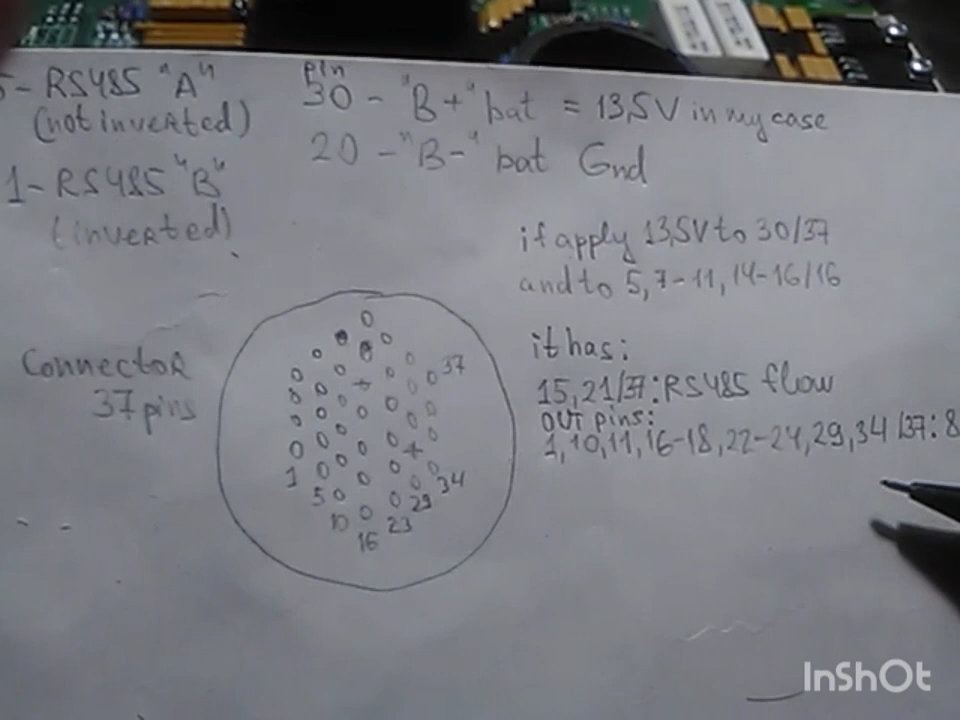 5- RS485 "A"
(not inverted)
1- RS485 "B"
(inverted)
pin
30 - "B+" bat = 13,5V in my case
20 - "B-" bat Gnd
if apply 13,5V to 30/37
and to 5, 7-11, 14-16/16
Connector
37 pins
37
1
5
10
16
23
29
34
it has:
15, 21/37: RS485 flow
out pins:
1, 10, 11, 16-18, 22-24, 29, 34/37: 8
InShOt